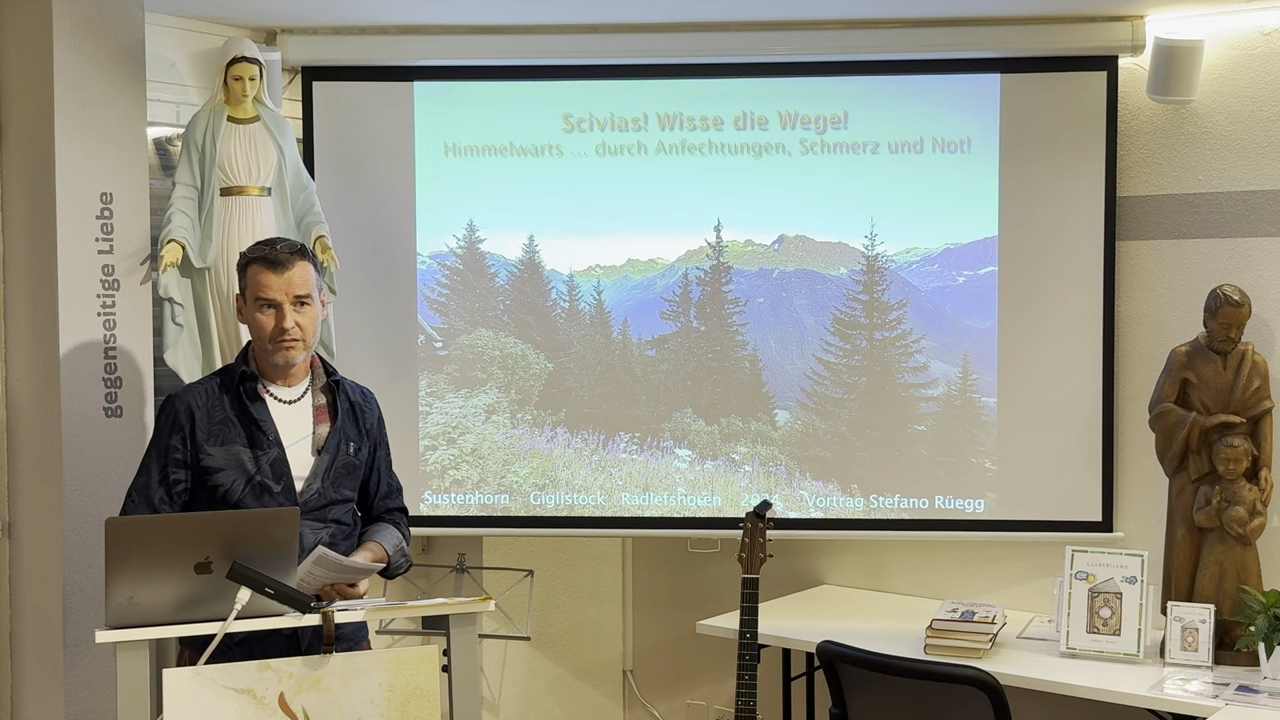 gegenseitige Liebe
Scivias! Wisse die Wege!
Himmelwärts ... durch Anfechtungen, Schmerz und Not!
Sustenhorn Giglistock Radlefshoren 2024 Vortrag Stefano Rüegg